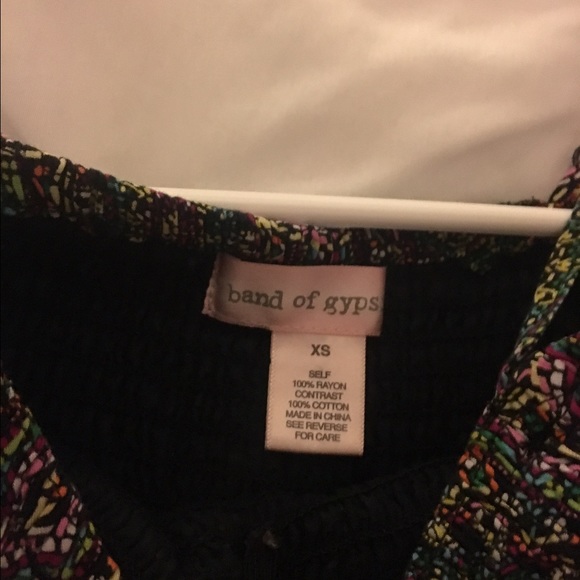 band of gyps
XS
SELF
100% RAYON
CONTRAST
100% COTTON
MADE IN CHINA
SEE REVERSE
FOR CARE